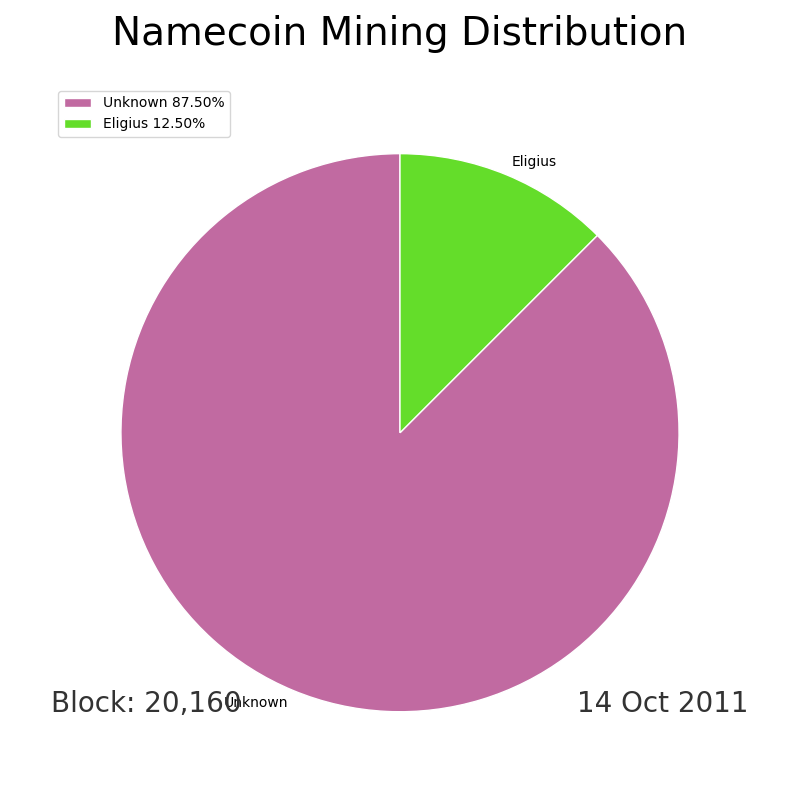 Namecoin Mining Distribution
Unknown 87.50%
Eligius 12.50%
Eligius
Block: 20,160
Unknown
14 Oct 2011